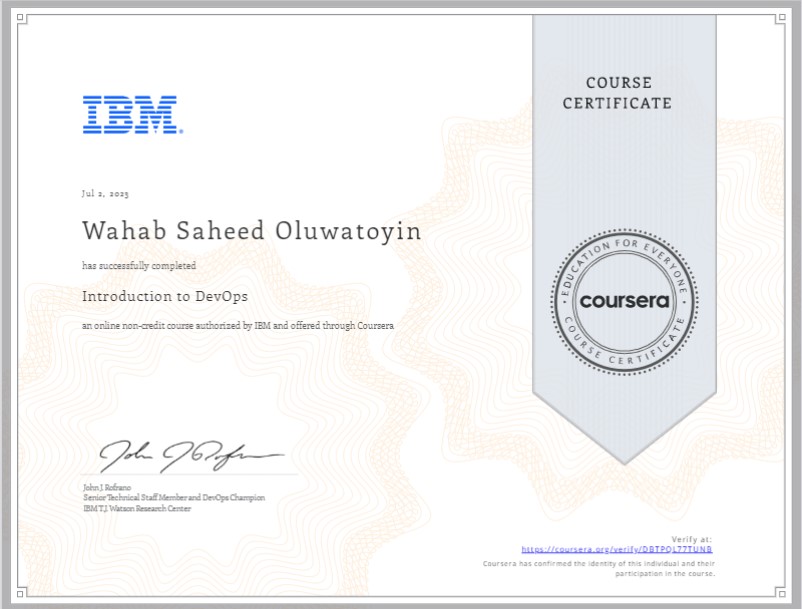 COURSE
CERTIFICATE
IBM
Jul 2, 2023
Wahab Saheed Oluwatoyin
has successfully completed
Introduction to DevOps
an online non-credit course authorized by IBM and offered through Coursera
EDUCATION FOR EVERYONE
coursera
COURSE CERTIFICATE
John J Rofrano
John J. Rofrano
Senior Technical Staff Member and DevOps Champion
IBM T.J. Watson Research Center
Verify at:
https://coursera.org/verify/DBTPQL77TUNB
Coursera has confirmed the identity of this individual and their
participation in the course.